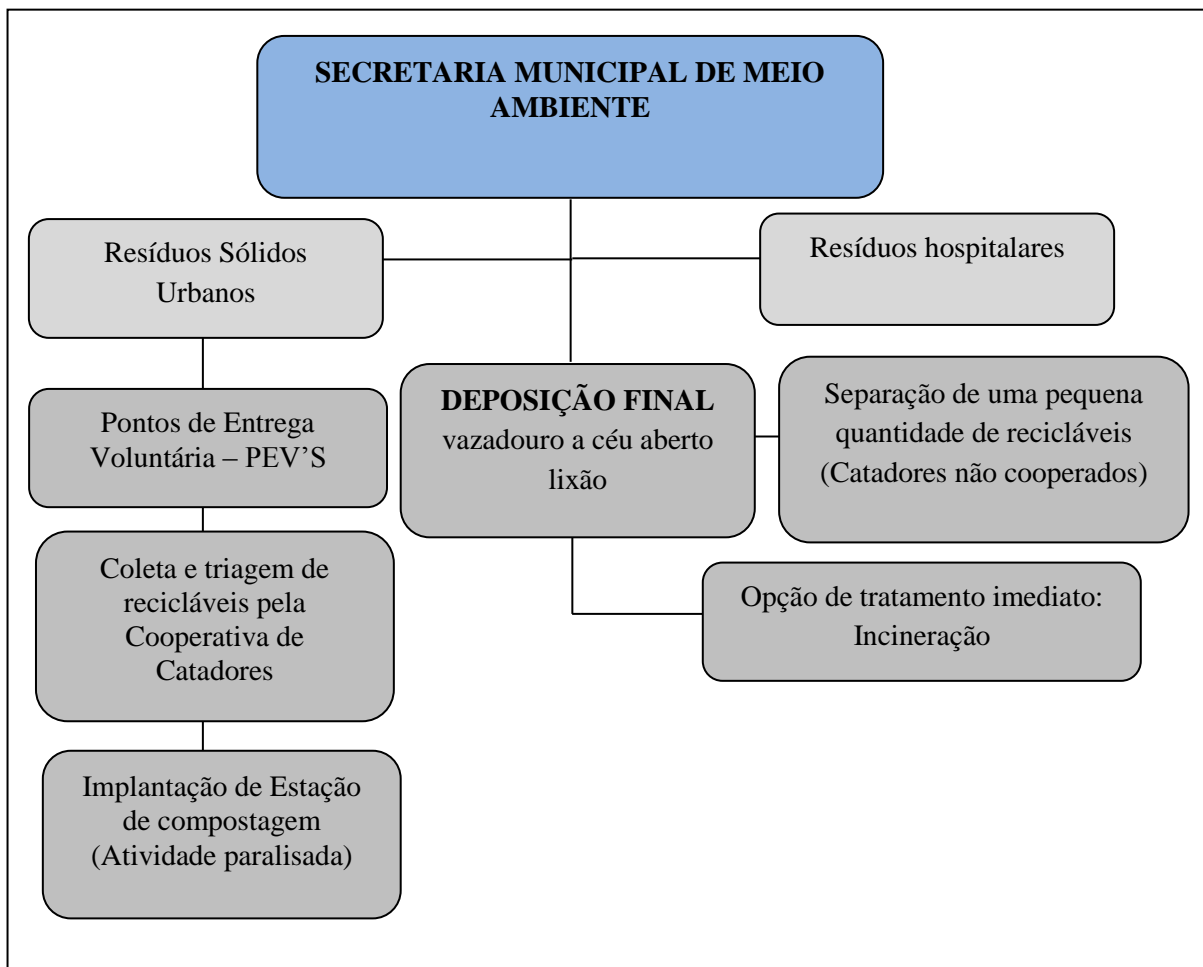 SECRETARIA MUNICIPAL DE MEIO
AMBIENTE
Resíduos Sólidos
Urbanos
Resíduos hospitalares
Pontos de Entrega
Voluntária – PEV’S
DEPOSIÇÃO FINAL
vazadouro a céu aberto
lixão
Separação de uma pequena
quantidade de recicláveis
(Catadores não cooperados)
Coleta e triagem de
recicláveis pela
Cooperativa de
Catadores
Opção de tratamento imediato:
Incineração
Implantação de Estação
de compostagem
(Atividade paralisada)